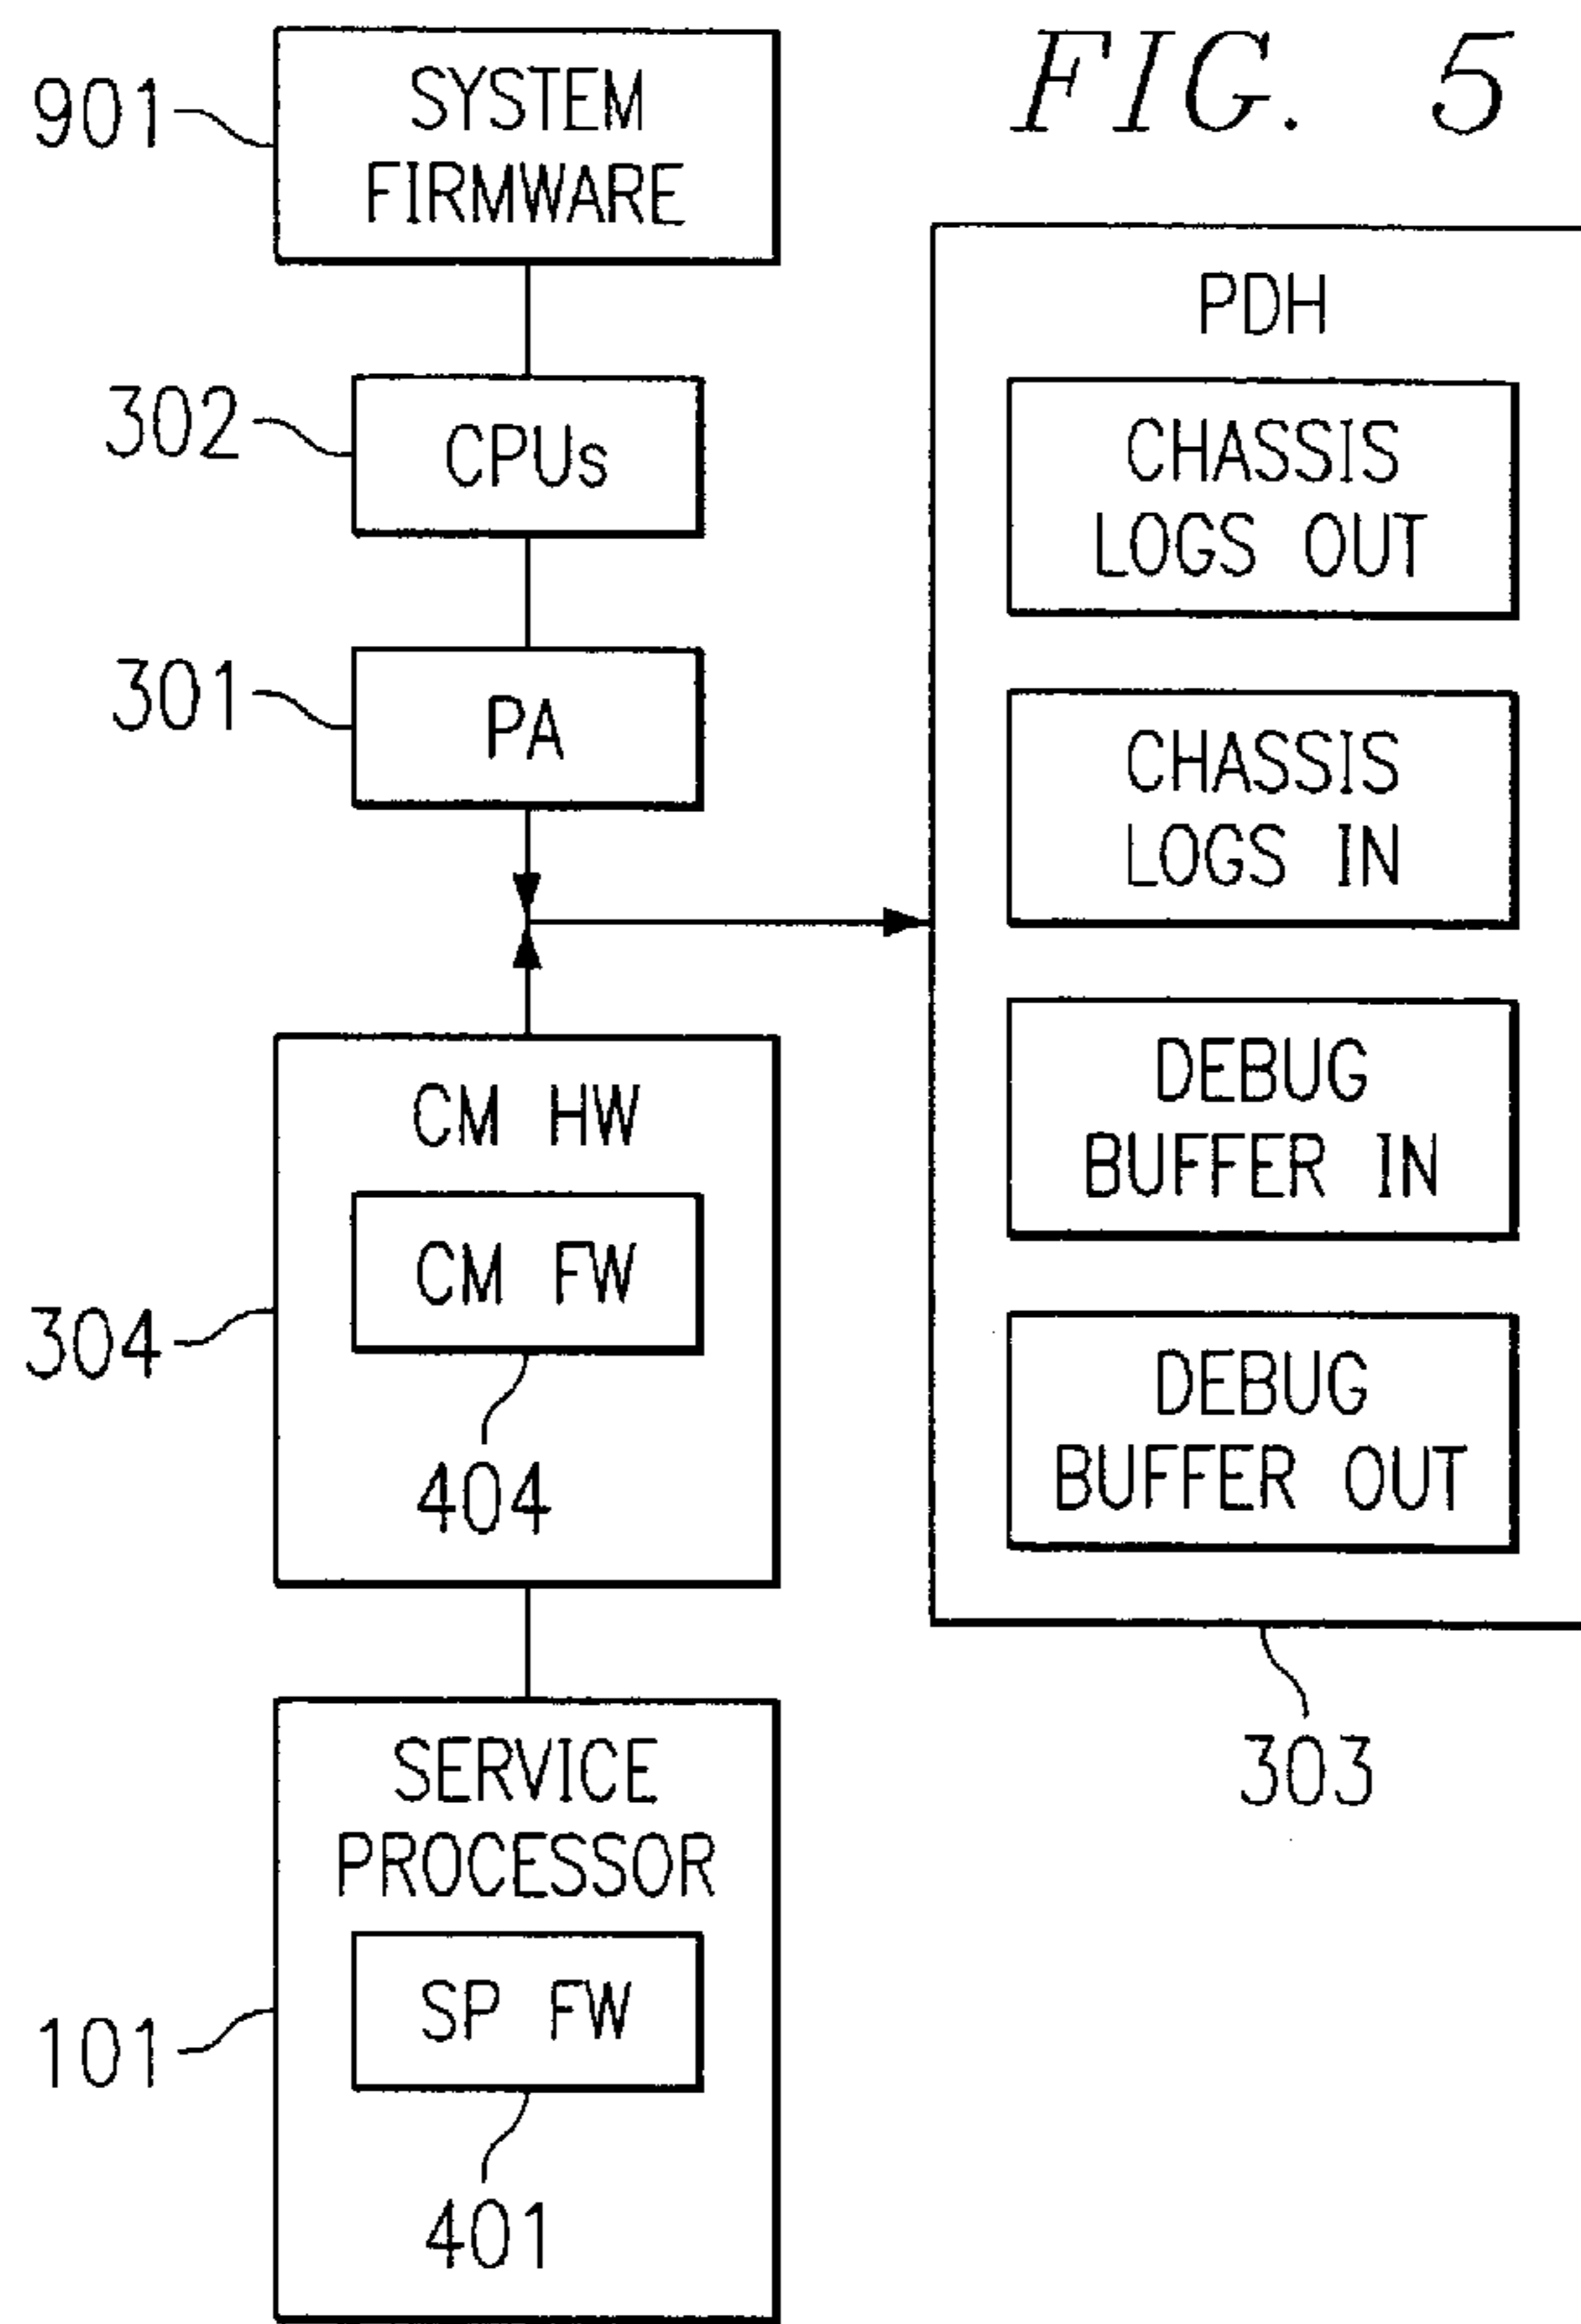 FIG. 5
901
SYSTEM
FIRMWARE
302
CPUs
301
PA
304
CM HW
CM FW
404
101
SERVICE
PROCESSOR
SP FW
401
PDH
CHASSIS
LOGS OUT
CHASSIS
LOGS IN
DEBUG
BUFFER IN
DEBUG
BUFFER OUT
303